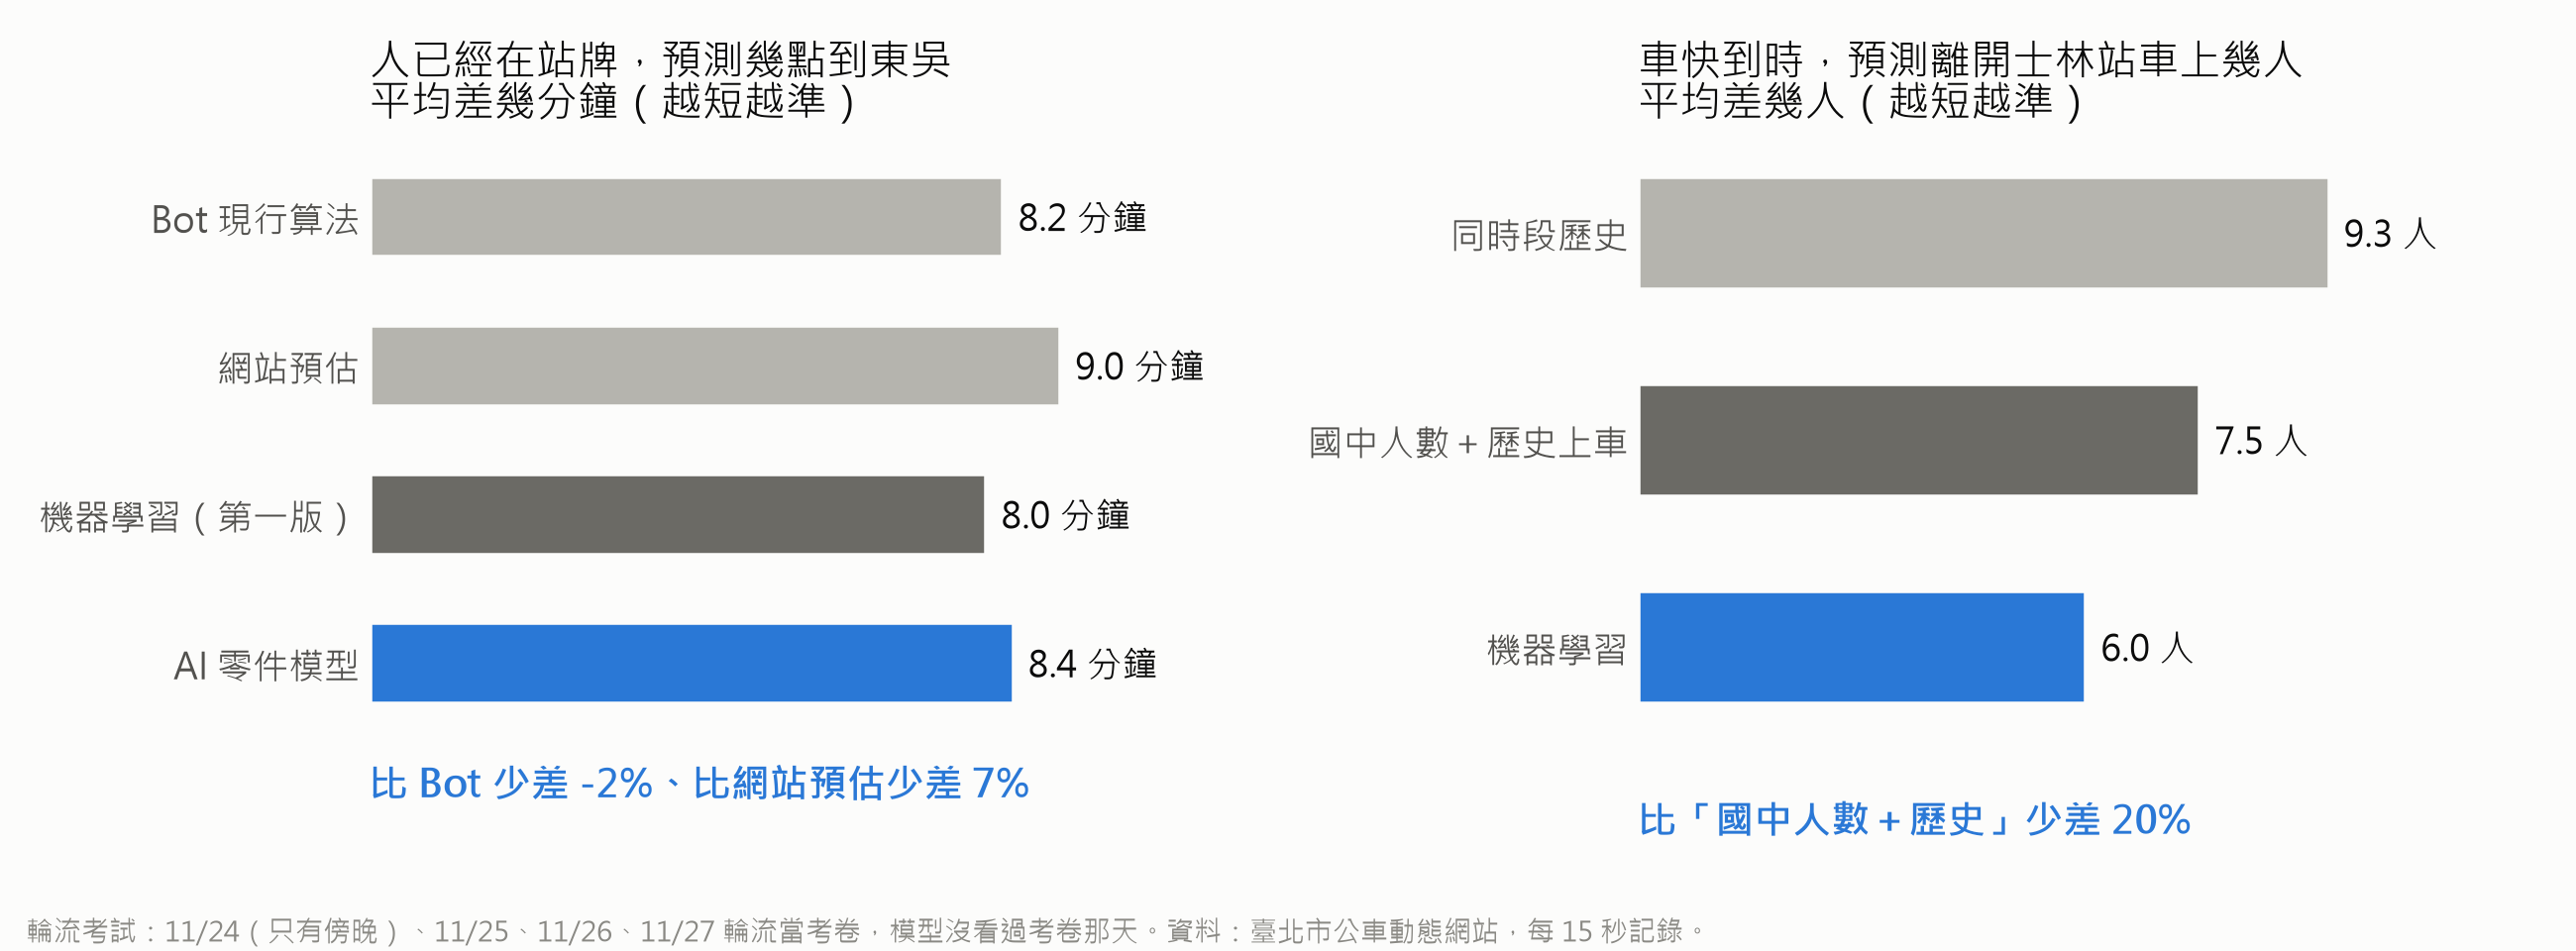 人已經在站牌，預測幾點到東吳
平均差幾分鐘（越短越準）
Bot 現行算法
8.2 分鐘
網站預估
9.0 分鐘
機器學習（第一版）
8.0 分鐘
AI 零件模型
8.4 分鐘
比 Bot 少差 -2%、比網站預估少差 7%
車快到時，預測離開士林站車上幾人
平均差幾人（越短越準）
同時段歷史
9.3 人
國中人數＋歷史上車
7.5 人
機器學習
6.0 人
比「國中人數＋歷史」少差 20%
輪流考試：11/24（只有傍晚）、11/25、11/26、11/27 輪流當考卷，模型沒看過考卷那天。資料：臺北市公車動態網站，每 15 秒記錄。